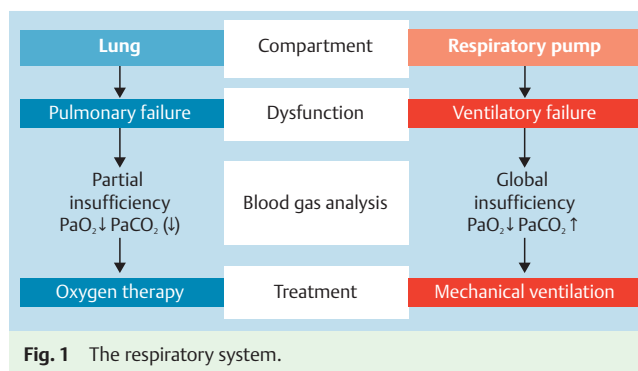 Lung Compartment Respiratory pump
Pulmonary failure Dysfunction Ventilatory failure
Partial
insufficiency
PaO₂↓ PaCO₂ (↓)
Blood gas analysis
Global
insufficiency
PaO₂↓ PaCO₂ ↑
Oxygen therapy Treatment Mechanical ventilation
Fig. 1 The respiratory system.